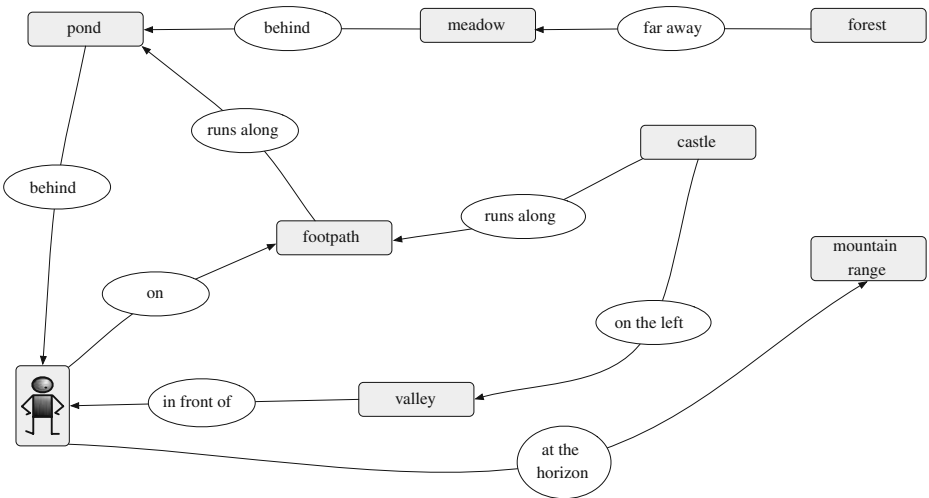 pond
behind
meadow
far away
forest
runs along
castle
behind
runs along
footpath
mountain
range
on
on the left
in front of
valley
at the
horizon